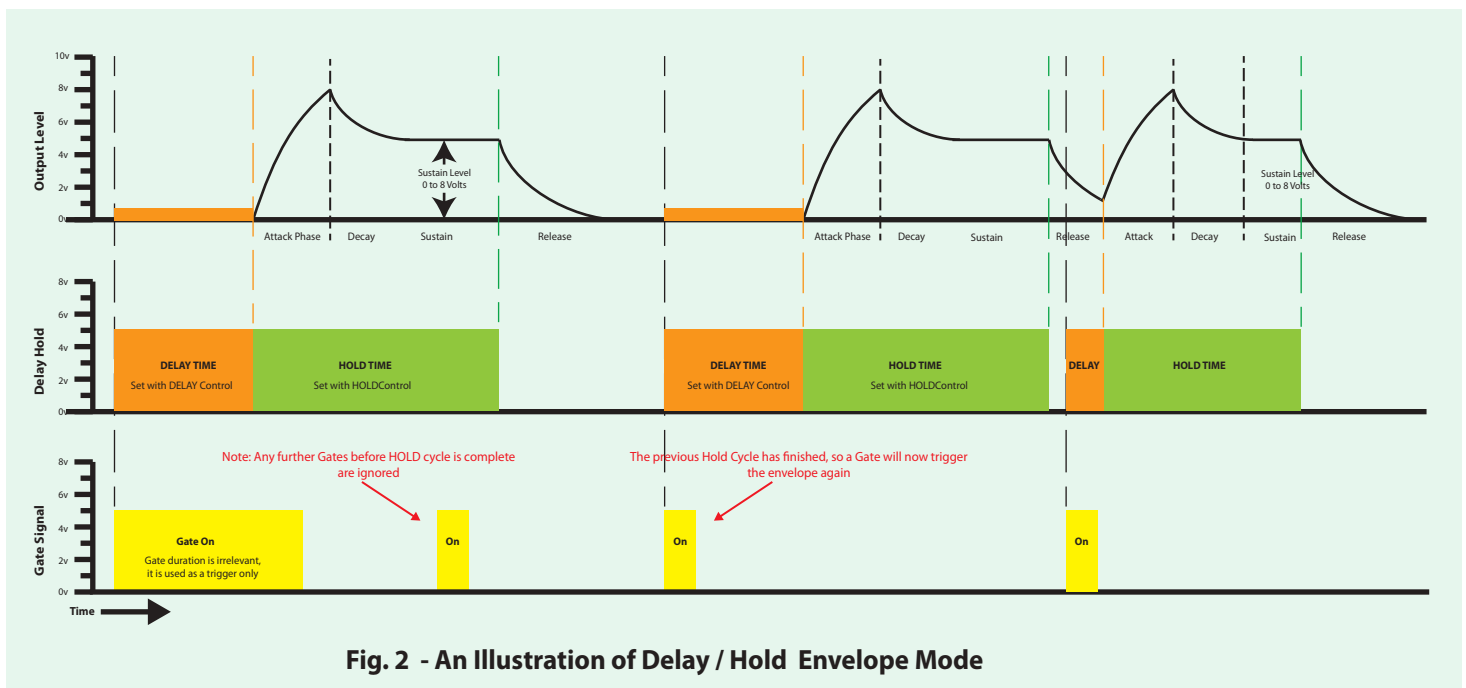 10v
8v
6v
4v
2v
0v
Output Level
Sustain Level
0 to 8 Volts
Sustain Level
0 to 8 Volts
Attack Phase
Decay
Sustain
Release
Attack Phase
Decay
Sustain
Release
Attack
Decay
Sustain
Release
8v
6v
4v
2v
0v
Delay Hold
DELAY TIME
Set with DELAY Control
HOLD TIME
Set with HOLDControl
DELAY TIME
Set with DELAY Control
HOLD TIME
Set with HOLDControl
DELAY
HOLD TIME
Note: Any further Gates before HOLD cycle is complete
are ignored
The previous Hold Cycle has finished, so a Gate will now trigger
the envelope again
8v
6v
4v
2v
0v
Gate Signal
Gate On
Gate duration is irrelevant,
it is used as a trigger only
On
On
On
Time
Fig. 2 - An Illustration of Delay / Hold Envelope Mode